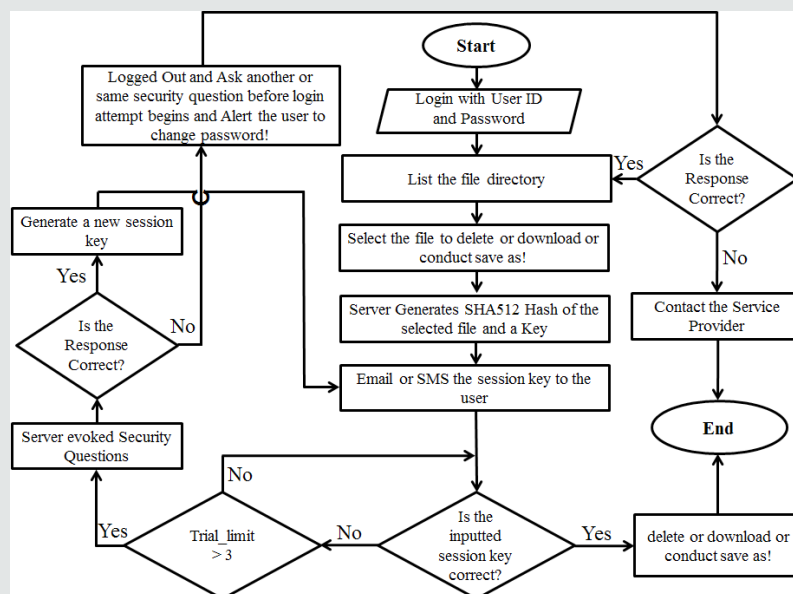 Start
Login with User ID
and Password
List the file directory
Select the file to delete or download or
conduct save as!
Server Generates SHA512 Hash of the
selected file and a Key
Email or SMS the session key to the
user
Is the
inputted
session key
correct?
Yes
delete or download or
conduct save as!
End
No
Trial_limit
> 3
No
Yes
Server evoked Security
Questions
Is the
Response
Correct?
Yes
Generate a new session
key
No
Logged Out and Ask another or
same security question before login
attempt begins and Alert the user to
change password!
Is the
Response
Correct?
Yes
No
Contact the Service
Provider